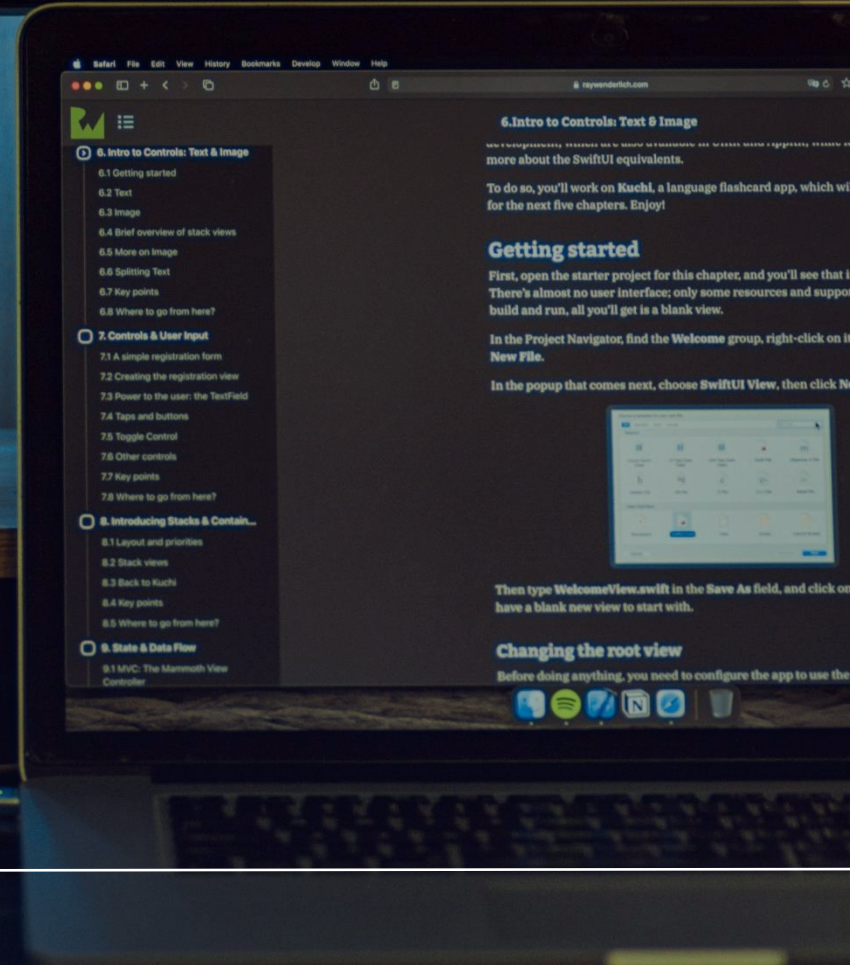 Safari File Edit View History Bookmarks Develop Window Help
raywenderlich.com
6.Intro to Controls: Text & Image
6. Intro to Controls: Text & Image
6.1 Getting started
6.2 Text
6.3 Image
6.4 Brief overview of stack views
6.5 More on Image
6.6 Splitting Text
6.7 Key points
6.8 Where to go from here?
7. Controls & User Input
7.1 A simple registration form
7.2 Creating the registration view
7.3 Power to the user: the TextField
7.4 Taps and buttons
7.5 Toggle Control
7.6 Other controls
7.7 Key points
7.8 Where to go from here?
8. Introducing Stacks & Contain...
8.1 Layout and priorities
8.2 Stack views
8.3 Back to Kuchi
8.4 Key points
8.5 Where to go from here?
9. State & Data Flow
9.1 MVC: The Mammoth View
Controller
more about the SwiftUI equivalents.
To do so, you'll work on Kuchi, a language flashcard app, which wi
for the next five chapters. Enjoy!
Getting started
First, open the starter project for this chapter, and you'll see that i
There's almost no user interface; only some resources and suppo
build and run, all you'll get is a blank view.
In the Project Navigator, find the Welcome group, right-click on it
New File.
In the popup that comes next, choose SwiftUI View, then click N
Then type WelcomeView.swift in the Save As field, and click on
have a blank new view to start with.
Changing the root view
Before doing anything, you need to configure the app to use the